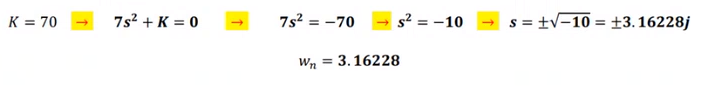 K = 70 → 7s² + K = 0 → 7s² = −70 → s² = −10 → s = ±√−10 = ±3.16228j
wₙ = 3.16228